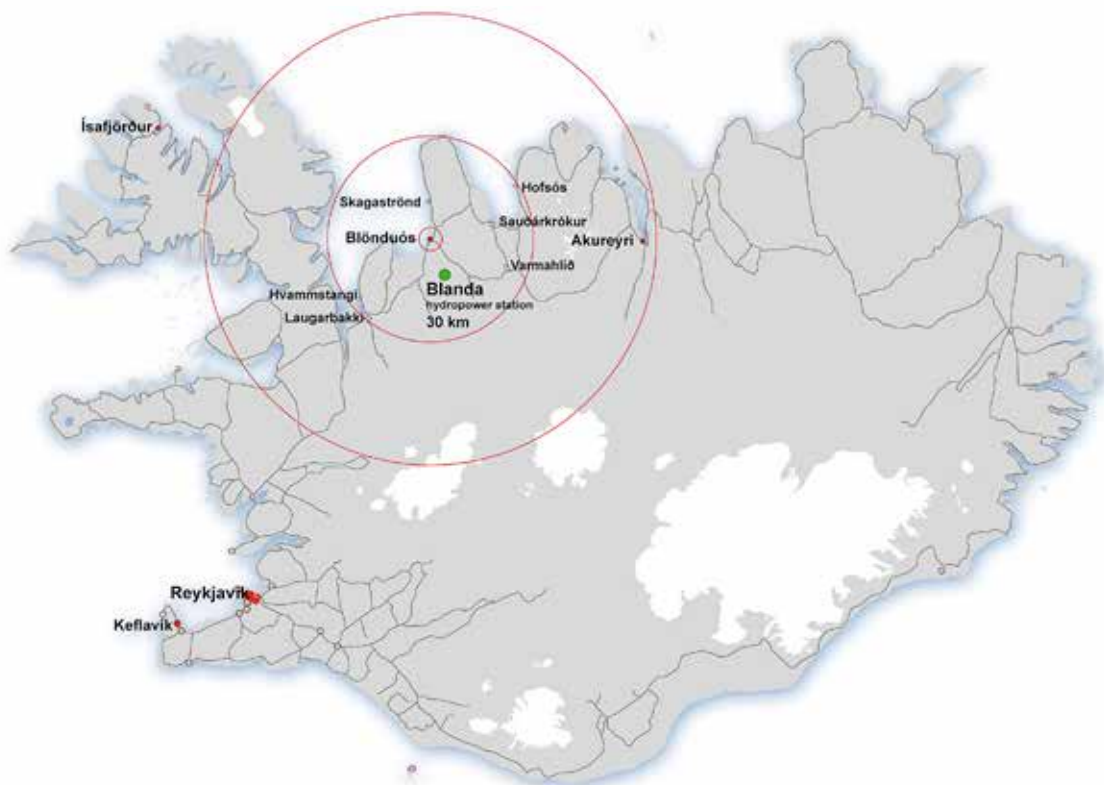 Ísafjörður
Hofsós
Skagaströnd
Sauðárkrókur
Blönduós
Akureyri
Varmahlíð
Blanda
hydropower station
30 km
Hvammstangi
Laugarbakki
Reykjavík
Keflavík